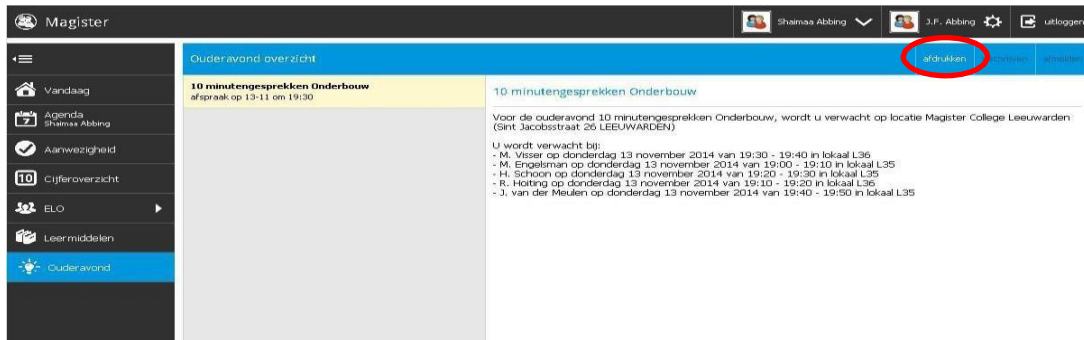 Magister
Shaimaa Abbing
J.F. Abbing
uitloggen
Ouderavond overzicht
afdrukken
afmelden
Vandaag
Agenda
Shaimaa Abbing
Aanwezigheid
10 Cijferoverzicht
ELO
Leermiddelen
Ouderavond
10 minutengesprekken Onderbouw
afspraak op 13-11 om 19:30
10 minutengesprekken Onderbouw
Voor de ouderavond 10 minutengesprekken Onderbouw, wordt u verwacht op locatie Magister College Leeuwarden
(Sint Jacobsstraat 26 LEEUWARDEN)
U wordt verwacht bij:
- M. Visser op donderdag 13 november 2014 van 19:30 - 19:40 in lokaal L36
- M. Engelsman op donderdag 13 november 2014 van 19:00 - 19:10 in lokaal L35
- H. Schoon op donderdag 13 november 2014 van 19:20 - 19:30 in lokaal L35
- R. Holting op donderdag 13 november 2014 van 19:10 - 19:20 in lokaal L36
- J. van der Meulen op donderdag 13 november 2014 van 19:40 - 19:50 in lokaal L35